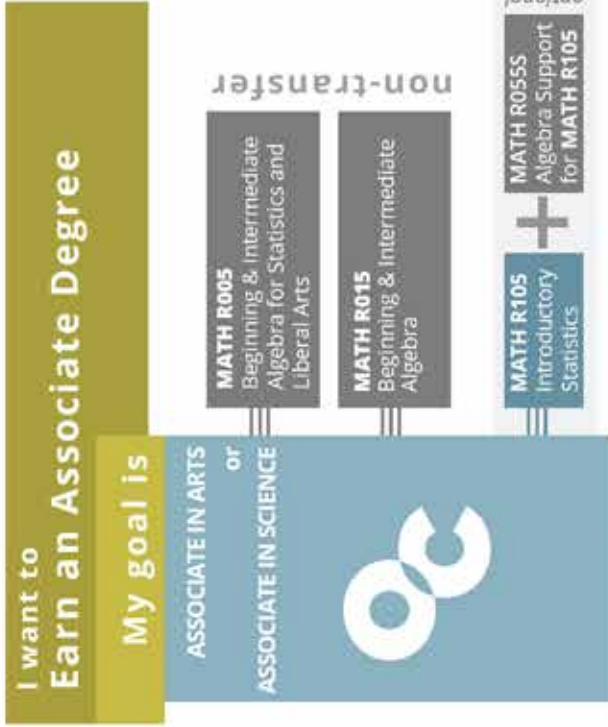 I want to
Earn an Associate Degree
My goal is
ASSOCIATE IN ARTS
or
ASSOCIATE IN SCIENCE
OC
MATH R005
Beginning & Intermediate
Algebra for Statistics and
Liberal Arts
MATH R015
Beginning & Intermediate
Algebra
non-transfer
MATH R105
Introductory
Statistics
+
MATH R055S
Algebra Support
for MATH R105